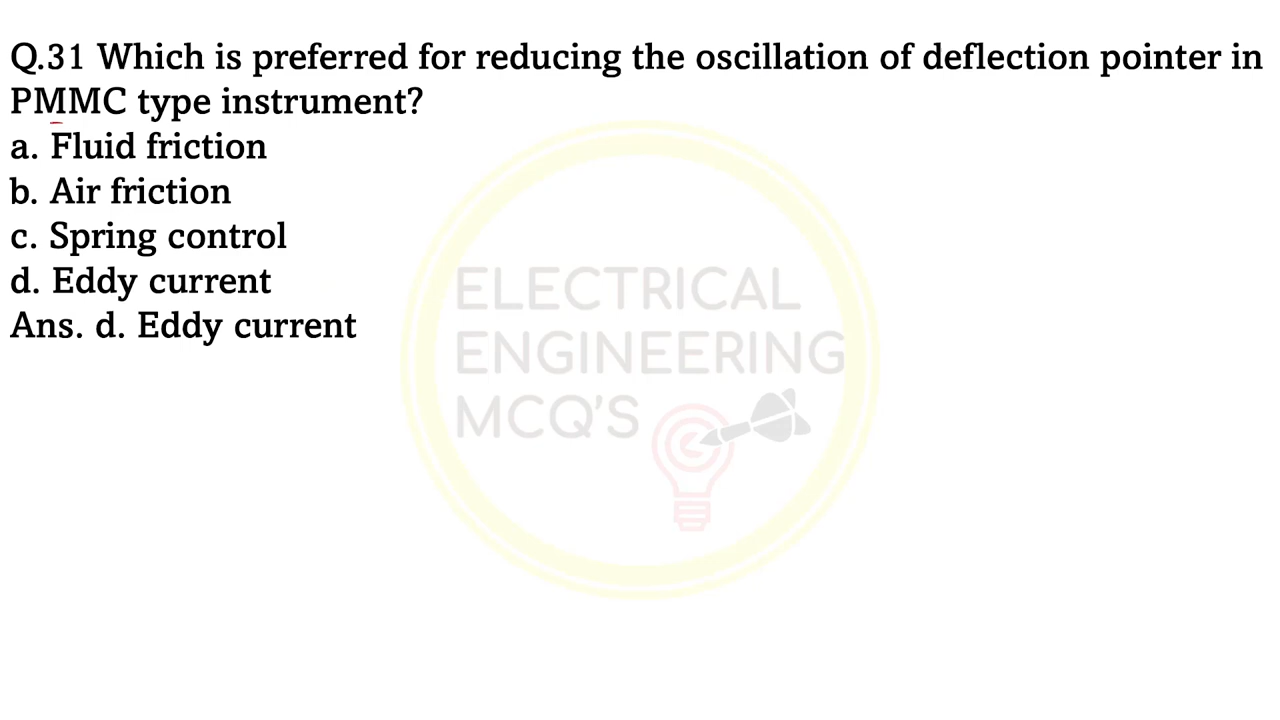 Q.31 Which is preferred for reducing the oscillation of deflection pointer in
PMMC type instrument?
a. Fluid friction
b. Air friction
c. Spring control
d. Eddy current
Ans. d. Eddy current
ELECTRICAL
ENGINEERING
MCQ'S